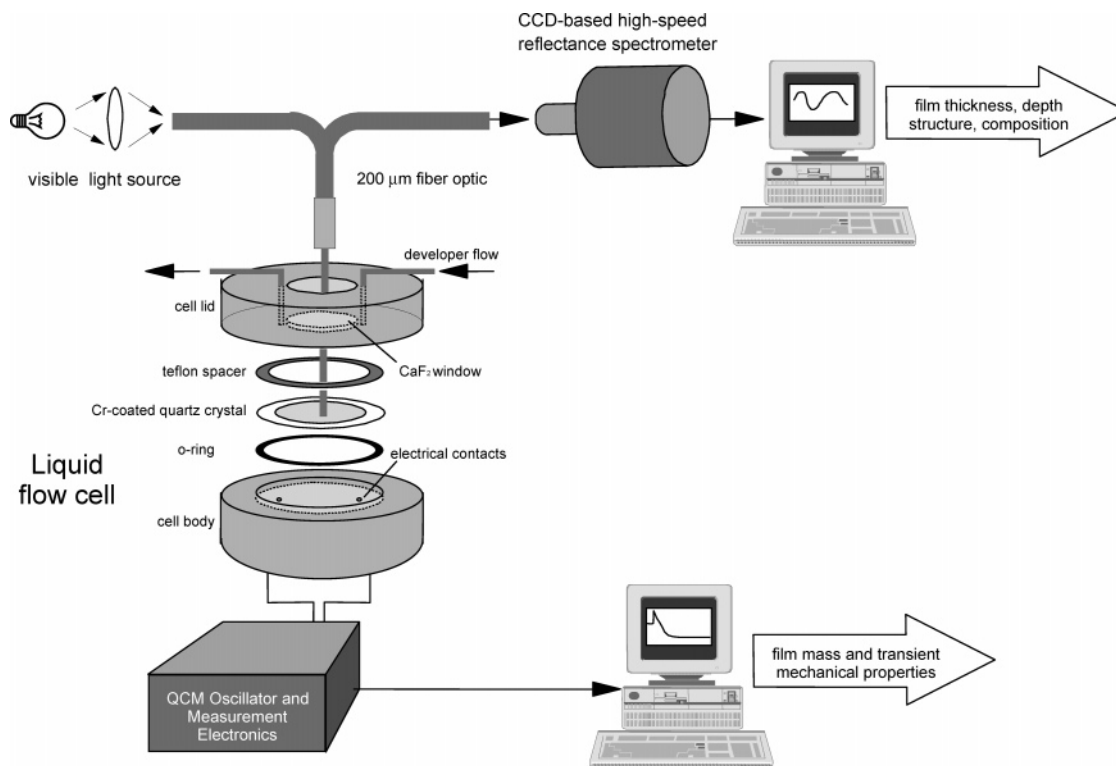 CCD-based high-speed
reflectance spectrometer
film thickness, depth
structure, composition
visible light source
200 µm fiber optic
developer flow
cell lid
CaF₂ window
teflon spacer
Cr-coated quartz crystal
o-ring
electrical contacts
Liquid
flow cell
cell body
film mass and transient
mechanical properties
QCM Oscillator and
Measurement
Electronics